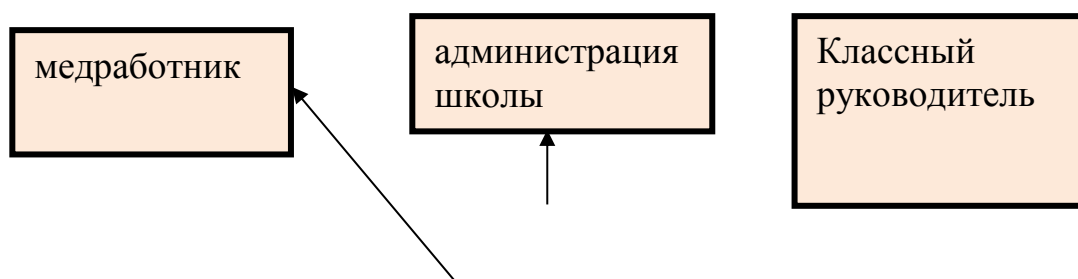 медработник
администрация
школы
Классный
руководитель